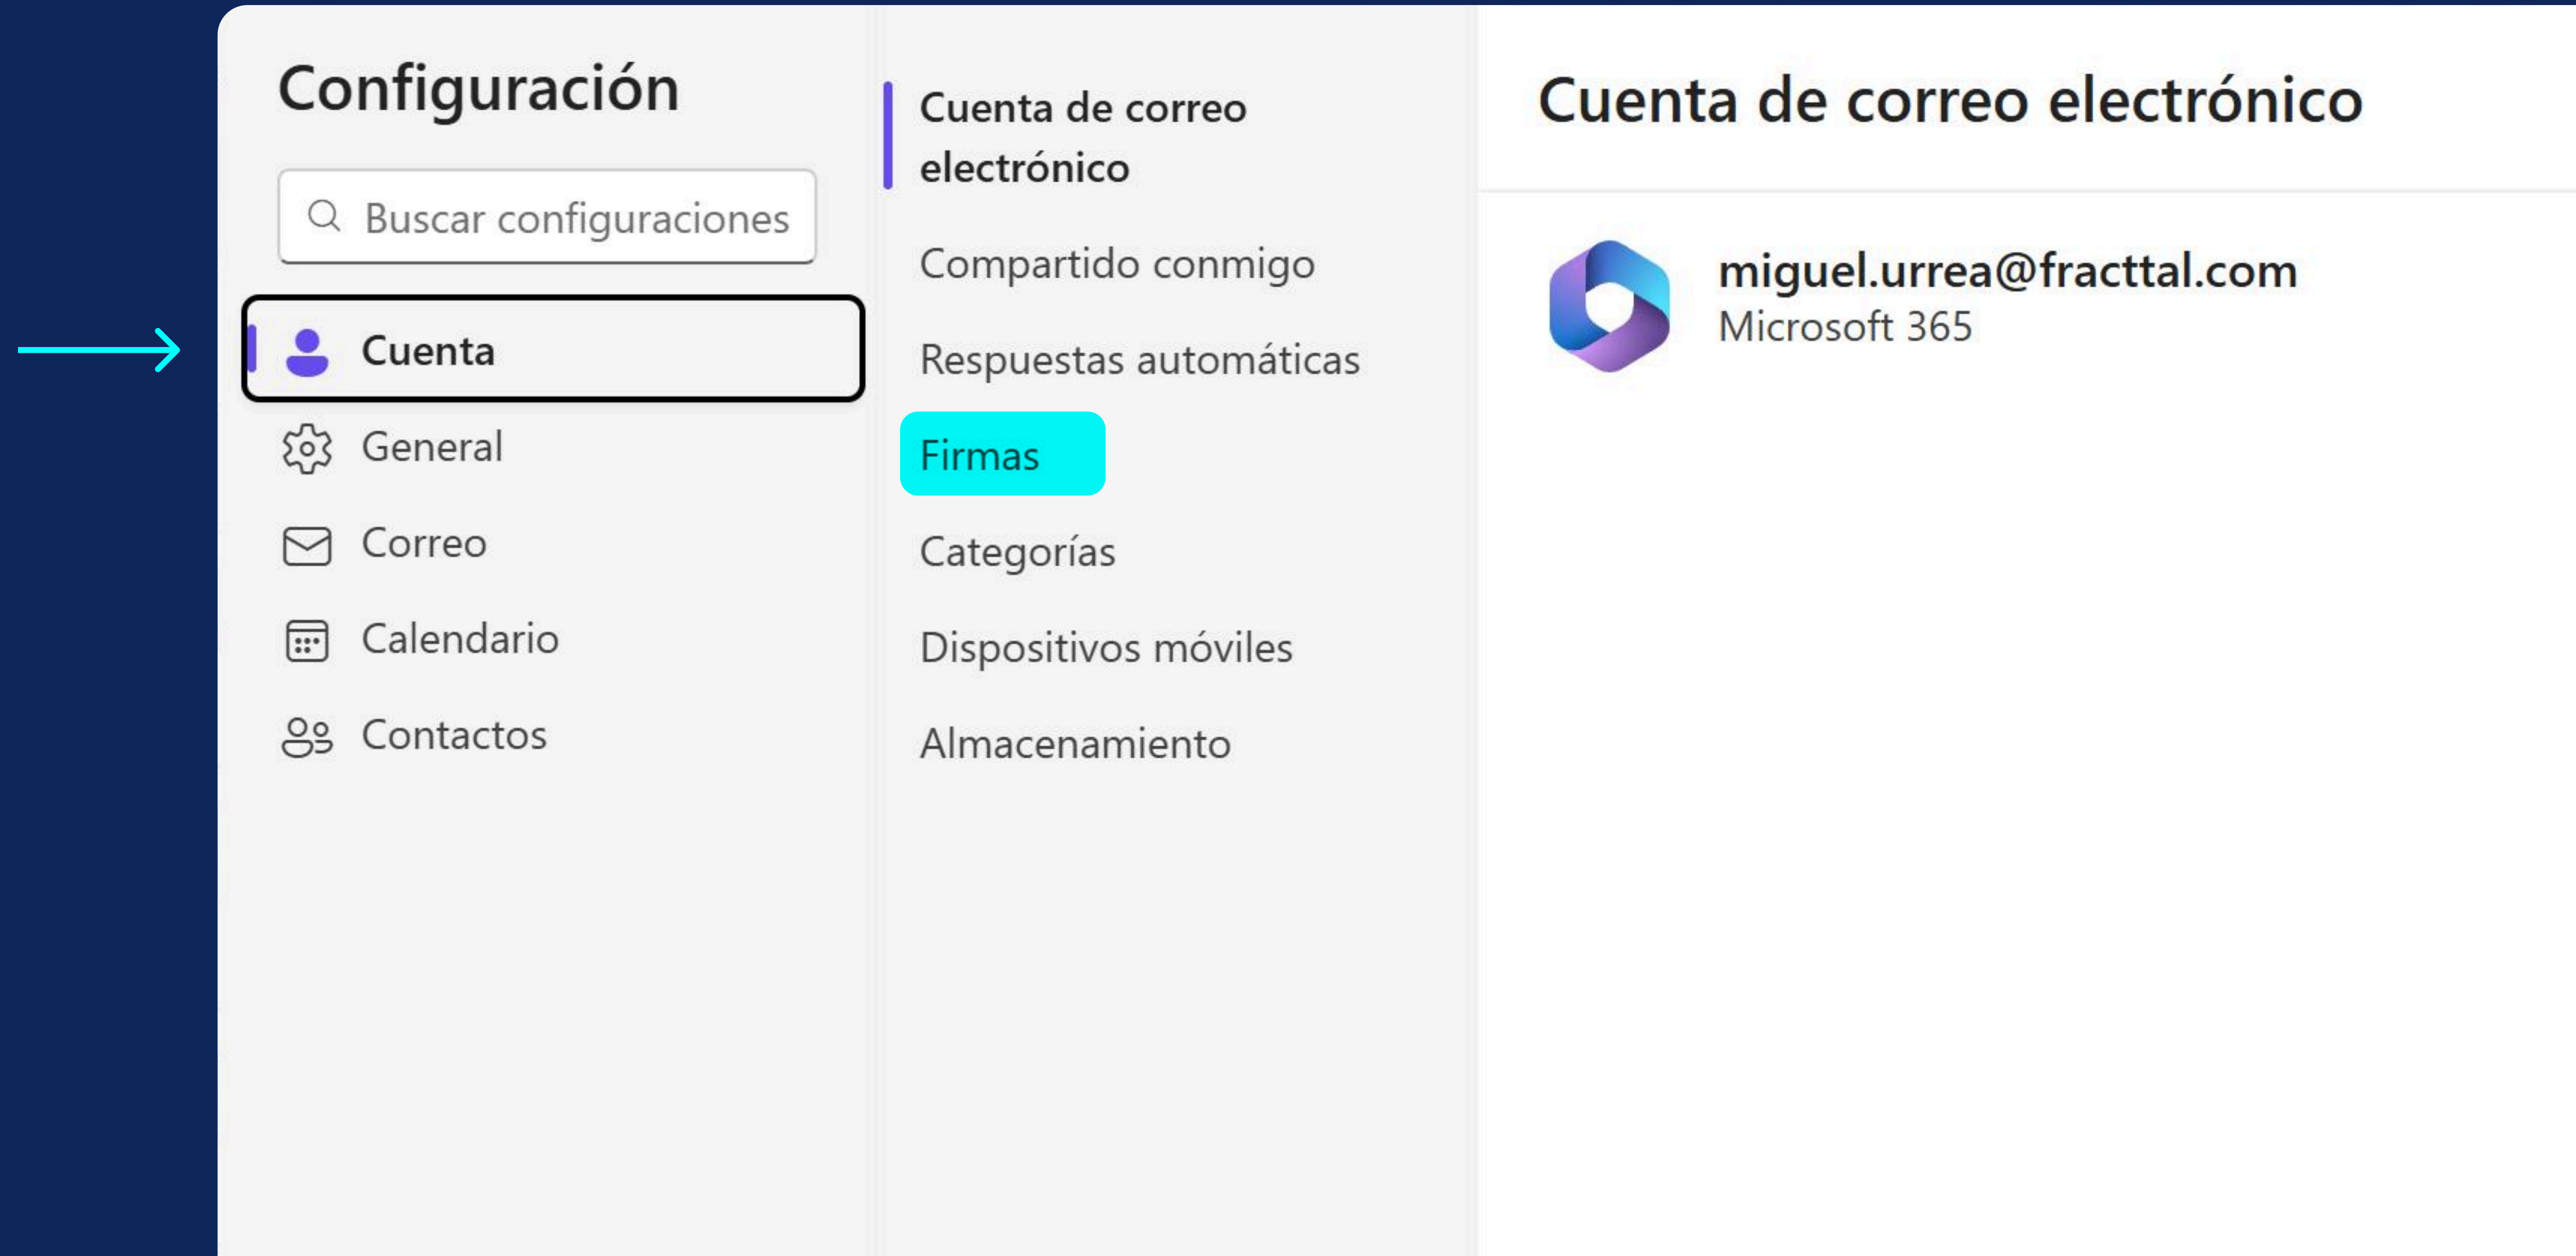 Configuración
Buscar configuraciones
Cuenta
General
Correo
Calendario
Contactos
Cuenta de correo
electrónico
Compartido conmigo
Respuestas automáticas
Firmas
Categorías
Dispositivos móviles
Almacenamiento
Cuenta de correo electrónico
miguel.urrea@fracttal.com
Microsoft 365